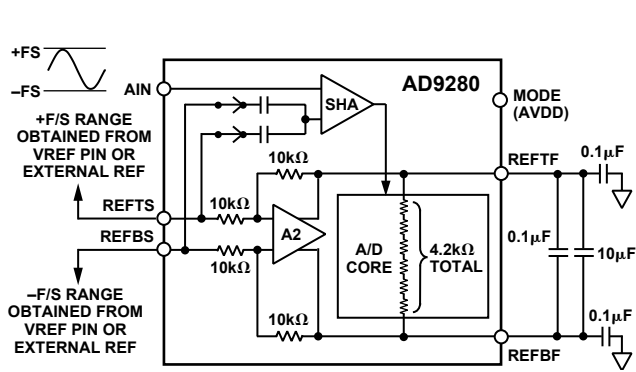 +FS
–FS
AIN
+F/S RANGE
OBTAINED FROM
VREF PIN OR
EXTERNAL REF
REFTS
REFBS
–F/S RANGE
OBTAINED FROM
VREF PIN OR
EXTERNAL REF
SHA
AD9280
MODE
(AVDD)
10kΩ
10kΩ
10kΩ
10kΩ
A2
A/D
CORE
4.2kΩ
TOTAL
REFTF
REFBF
0.1µF
0.1µF
10µF
0.1µF